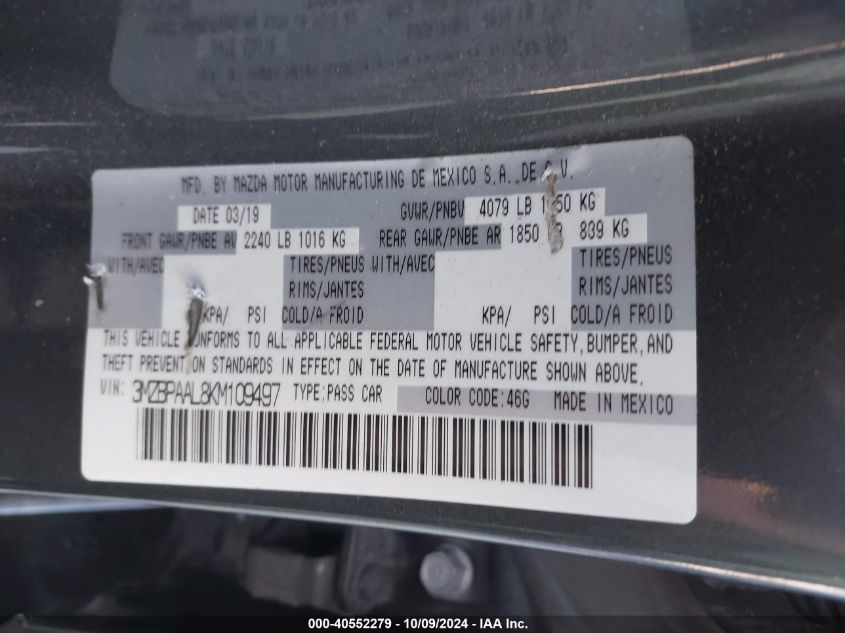 MFD. BY MAZDA MOTOR MANUFACTURING DE MEXICO S.A. DE C.V.
DATE 03/19 GVWR/PNBV 4079 LB 1850 KG
FRONT GAWR/PNBE AV 2240 LB 1016 KG REAR GAWR/PNBE AR 1850 LB 839 KG
WITH/AVEC TIRES/PNEUS WITH/AVEC TIRES/PNEUS
RIMS/JANTES RIMS/JANTES
KPA/ PSI COLD/A FROID KPA/ PSI COLD/A FROID
THIS VEHICLE CONFORMS TO ALL APPLICABLE FEDERAL MOTOR VEHICLE SAFETY, BUMPER, AND
THEFT PREVENTION STANDARDS IN EFFECT ON THE DATE OF MANUFACTURE SHOWN ABOVE.
VIN: 3MZBPAAL8KM109497 TYPE:PASS CAR COLOR CODE:46G MADE IN MEXICO
000-40552279 - 10/09/2024 - IAA Inc.